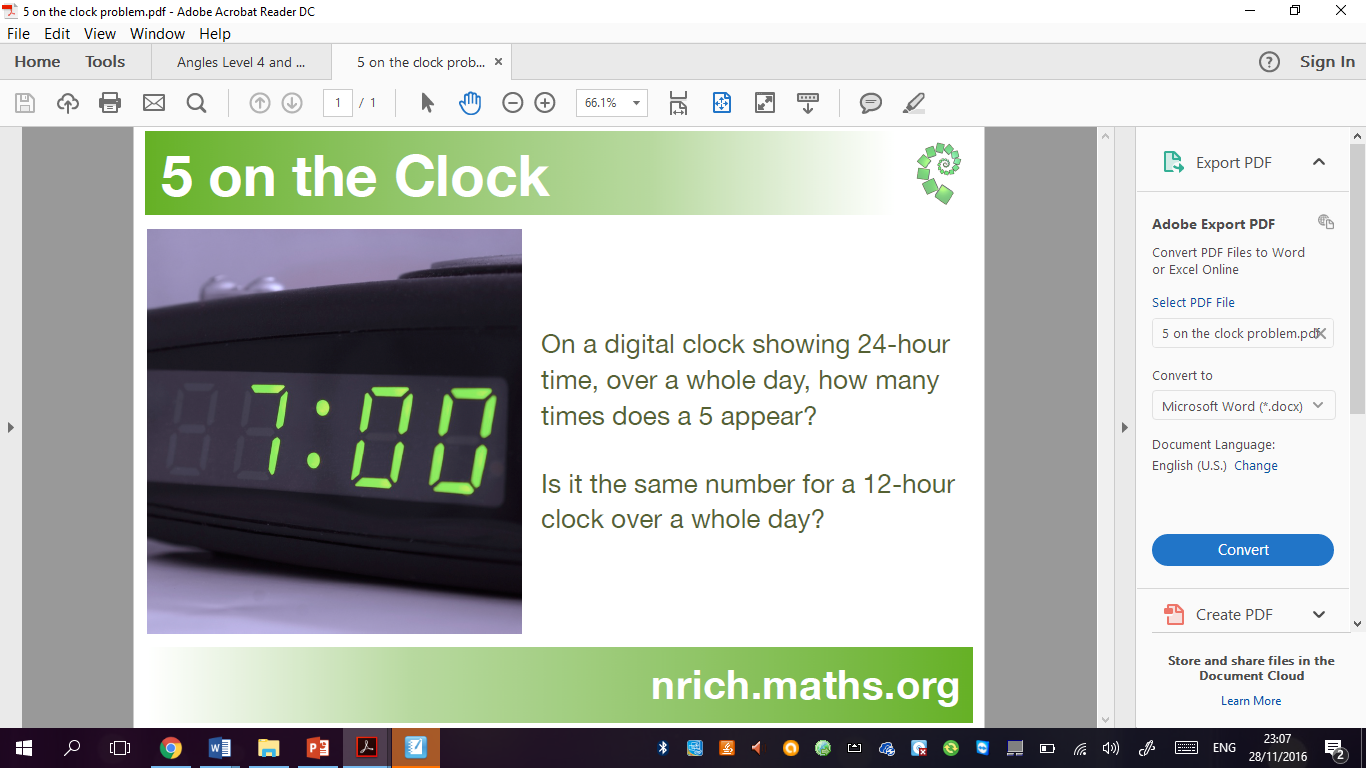 5 on the clock problem.pdf - Adobe Acrobat Reader DC
File Edit View Window Help
Home Tools Angles Level 4 and ... 5 on the clock prob... ×
Sign In
1 / 1 66.1%
5 on the Clock
7:00
On a digital clock showing 24-hour
time, over a whole day, how many
times does a 5 appear?
Is it the same number for a 12-hour
clock over a whole day?
nrich.maths.org
Export PDF
Adobe Export PDF
Convert PDF Files to Word
or Excel Online
Select PDF File
5 on the clock problem.pdf
Convert to
Microsoft Word (*.docx)
Document Language:
English (U.S.) Change
Convert
Create PDF
Store and share files in the
Document Cloud
Learn More
ENG
23:07
28/11/2016
2